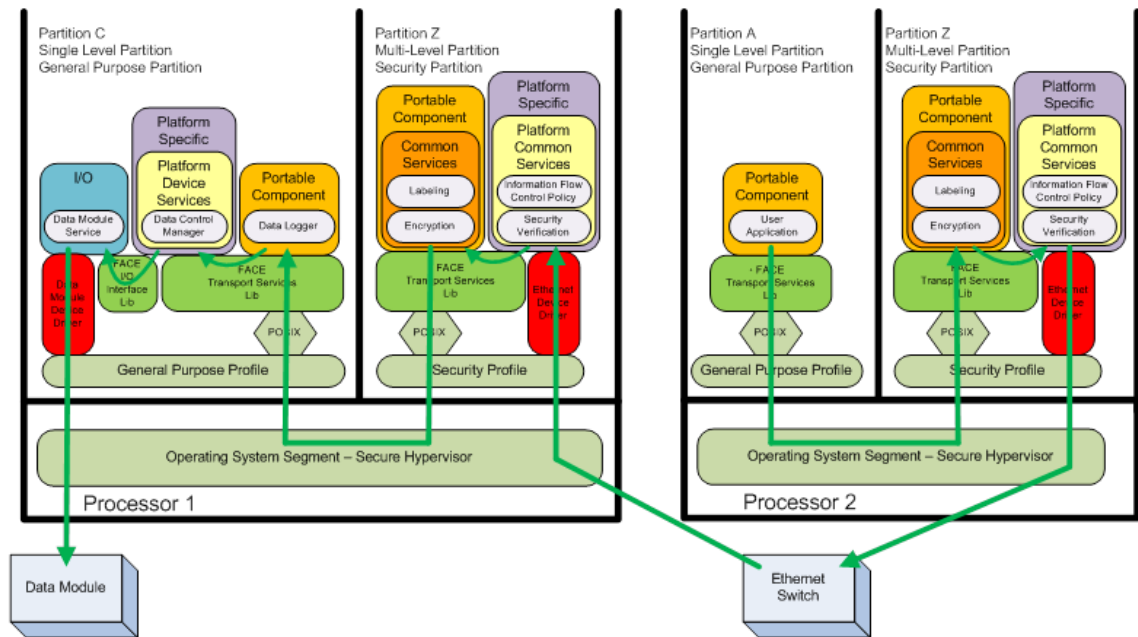 Partition C
Single Level Partition
General Purpose Partition
I/O
Data Module
Service
Platform
Specific
Platform
Device
Services
Data Control
Manager
Portable
Component
Data Logger
Data
Module
Device
Driver
FACE
I/O
Interface
Lib
FACE
Transport Services
Lib
POSIX
General Purpose Profile
Partition Z
Multi-Level Partition
Security Partition
Portable
Component
Common
Services
Labeling
Encryption
Platform
Specific
Platform
Common
Services
Information Flow
Control Policy
Security
Verification
FACE
Transport Services
Lib
Ethernet
Device
Driver
POSIX
Security Profile
Operating System Segment – Secure Hypervisor
Processor 1
Data Module
Partition A
Single Level Partition
General Purpose Partition
Portable
Component
User
Application
- FACE
Transport Services
Lib
POSIX
General Purpose Profile
Partition Z
Multi-Level Partition
Security Partition
Portable
Component
Common
Services
Labeling
Encryption
Platform
Specific
Platform
Common
Services
Information Flow
Control Policy
Security
Verification
FACE
Transport Services
Lib
Ethernet
Device
Driver
POSIX
Security Profile
Operating System Segment – Secure Hypervisor
Processor 2
Ethernet
Switch